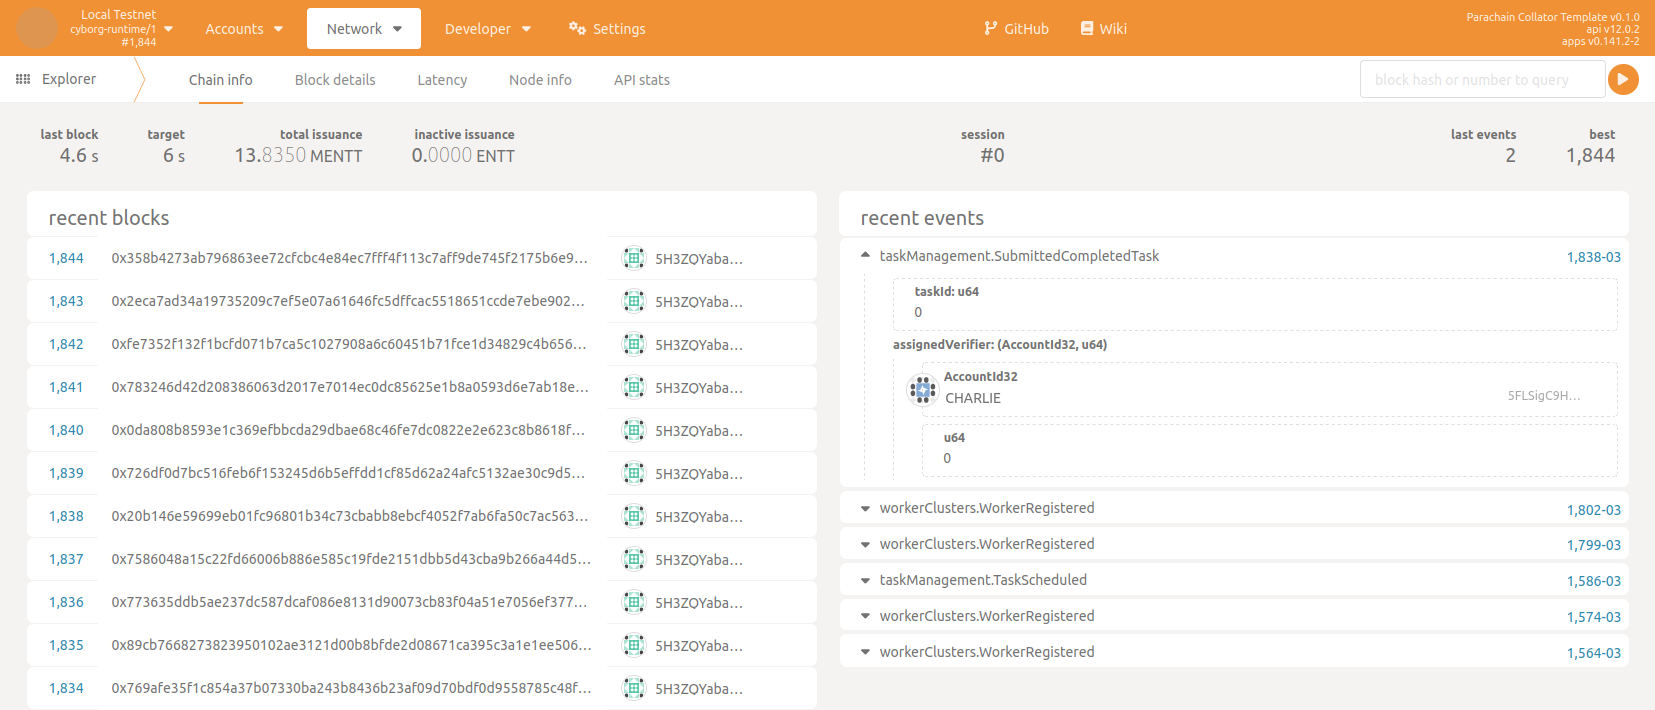 Local Testnet
cyborg-runtime/1
#1,844
Accounts
Network
Developer
Settings
GitHub
Wiki
Parachain Collator Template v0.1.0
api v12.0.2
apps v0.141.2-2
Explorer
Chain info
Block details
Latency
Node info
API stats
block hash or number to query
last block
4.6 s
target
6 s
total issuance
13.8350 MENTT
inactive issuance
0.0000 ENTT
session
#0
last events
2
best
1,844
recent blocks
1,844 0x358b4273ab796863ee72cfcbc4e84ec7fff4f113c7aff9de745f2175b6e9... 5H3ZQYaba...
1,843 0x2eca7ad34a19735209c7ef5e07a61646fc5dffcac5518651ccde7ebe902... 5H3ZQYaba...
1,842 0xfe7352f132f1bcfd071b7ca5c1027908a6c60451b71fce1d34829c4b656... 5H3ZQYaba...
1,841 0x783246d42d208386063d2017e7014ec0dc85625e1b8a0593d6e7ab18e... 5H3ZQYaba...
1,840 0x0da808b8593e1c369efbbcda29dbae68c46fe7dc0822e2e623c8b8618f... 5H3ZQYaba...
1,839 0x726df0d7bc516feb6f153245d6b5effdd1cf85d62a24afc5132ae30c9d5... 5H3ZQYaba...
1,838 0x20b146e59699eb01fc96801b34c73cbabb8ebcf4052f7ab6fa50c7ac563... 5H3ZQYaba...
1,837 0x7586048a15c22fd66006b886e585c19fde2151dbb5d43cba9b266a44d5... 5H3ZQYaba...
1,836 0x773635ddb5ae237dc587dcaf086e8131d90073cb83f04a51e7056ef377... 5H3ZQYaba...
1,835 0x89cb7668273823950102ae3121d00b8bfde2d08671ca395c3a1e1ee506... 5H3ZQYaba...
1,834 0x769afe35f1c854a37b07330ba243b8436b23af09d70bdf0d9558785c48f... 5H3ZQYaba...
recent events
taskManagement.SubmittedCompletedTask 1,838-03
taskId: u64
0
assignedVerifier: (AccountId32, u64)
AccountId32
CHARLIE 5FLSigC9H...
u64
0
workerClusters.WorkerRegistered 1,802-03
workerClusters.WorkerRegistered 1,799-03
taskManagement.TaskScheduled 1,586-03
workerClusters.WorkerRegistered 1,574-03
workerClusters.WorkerRegistered 1,564-03